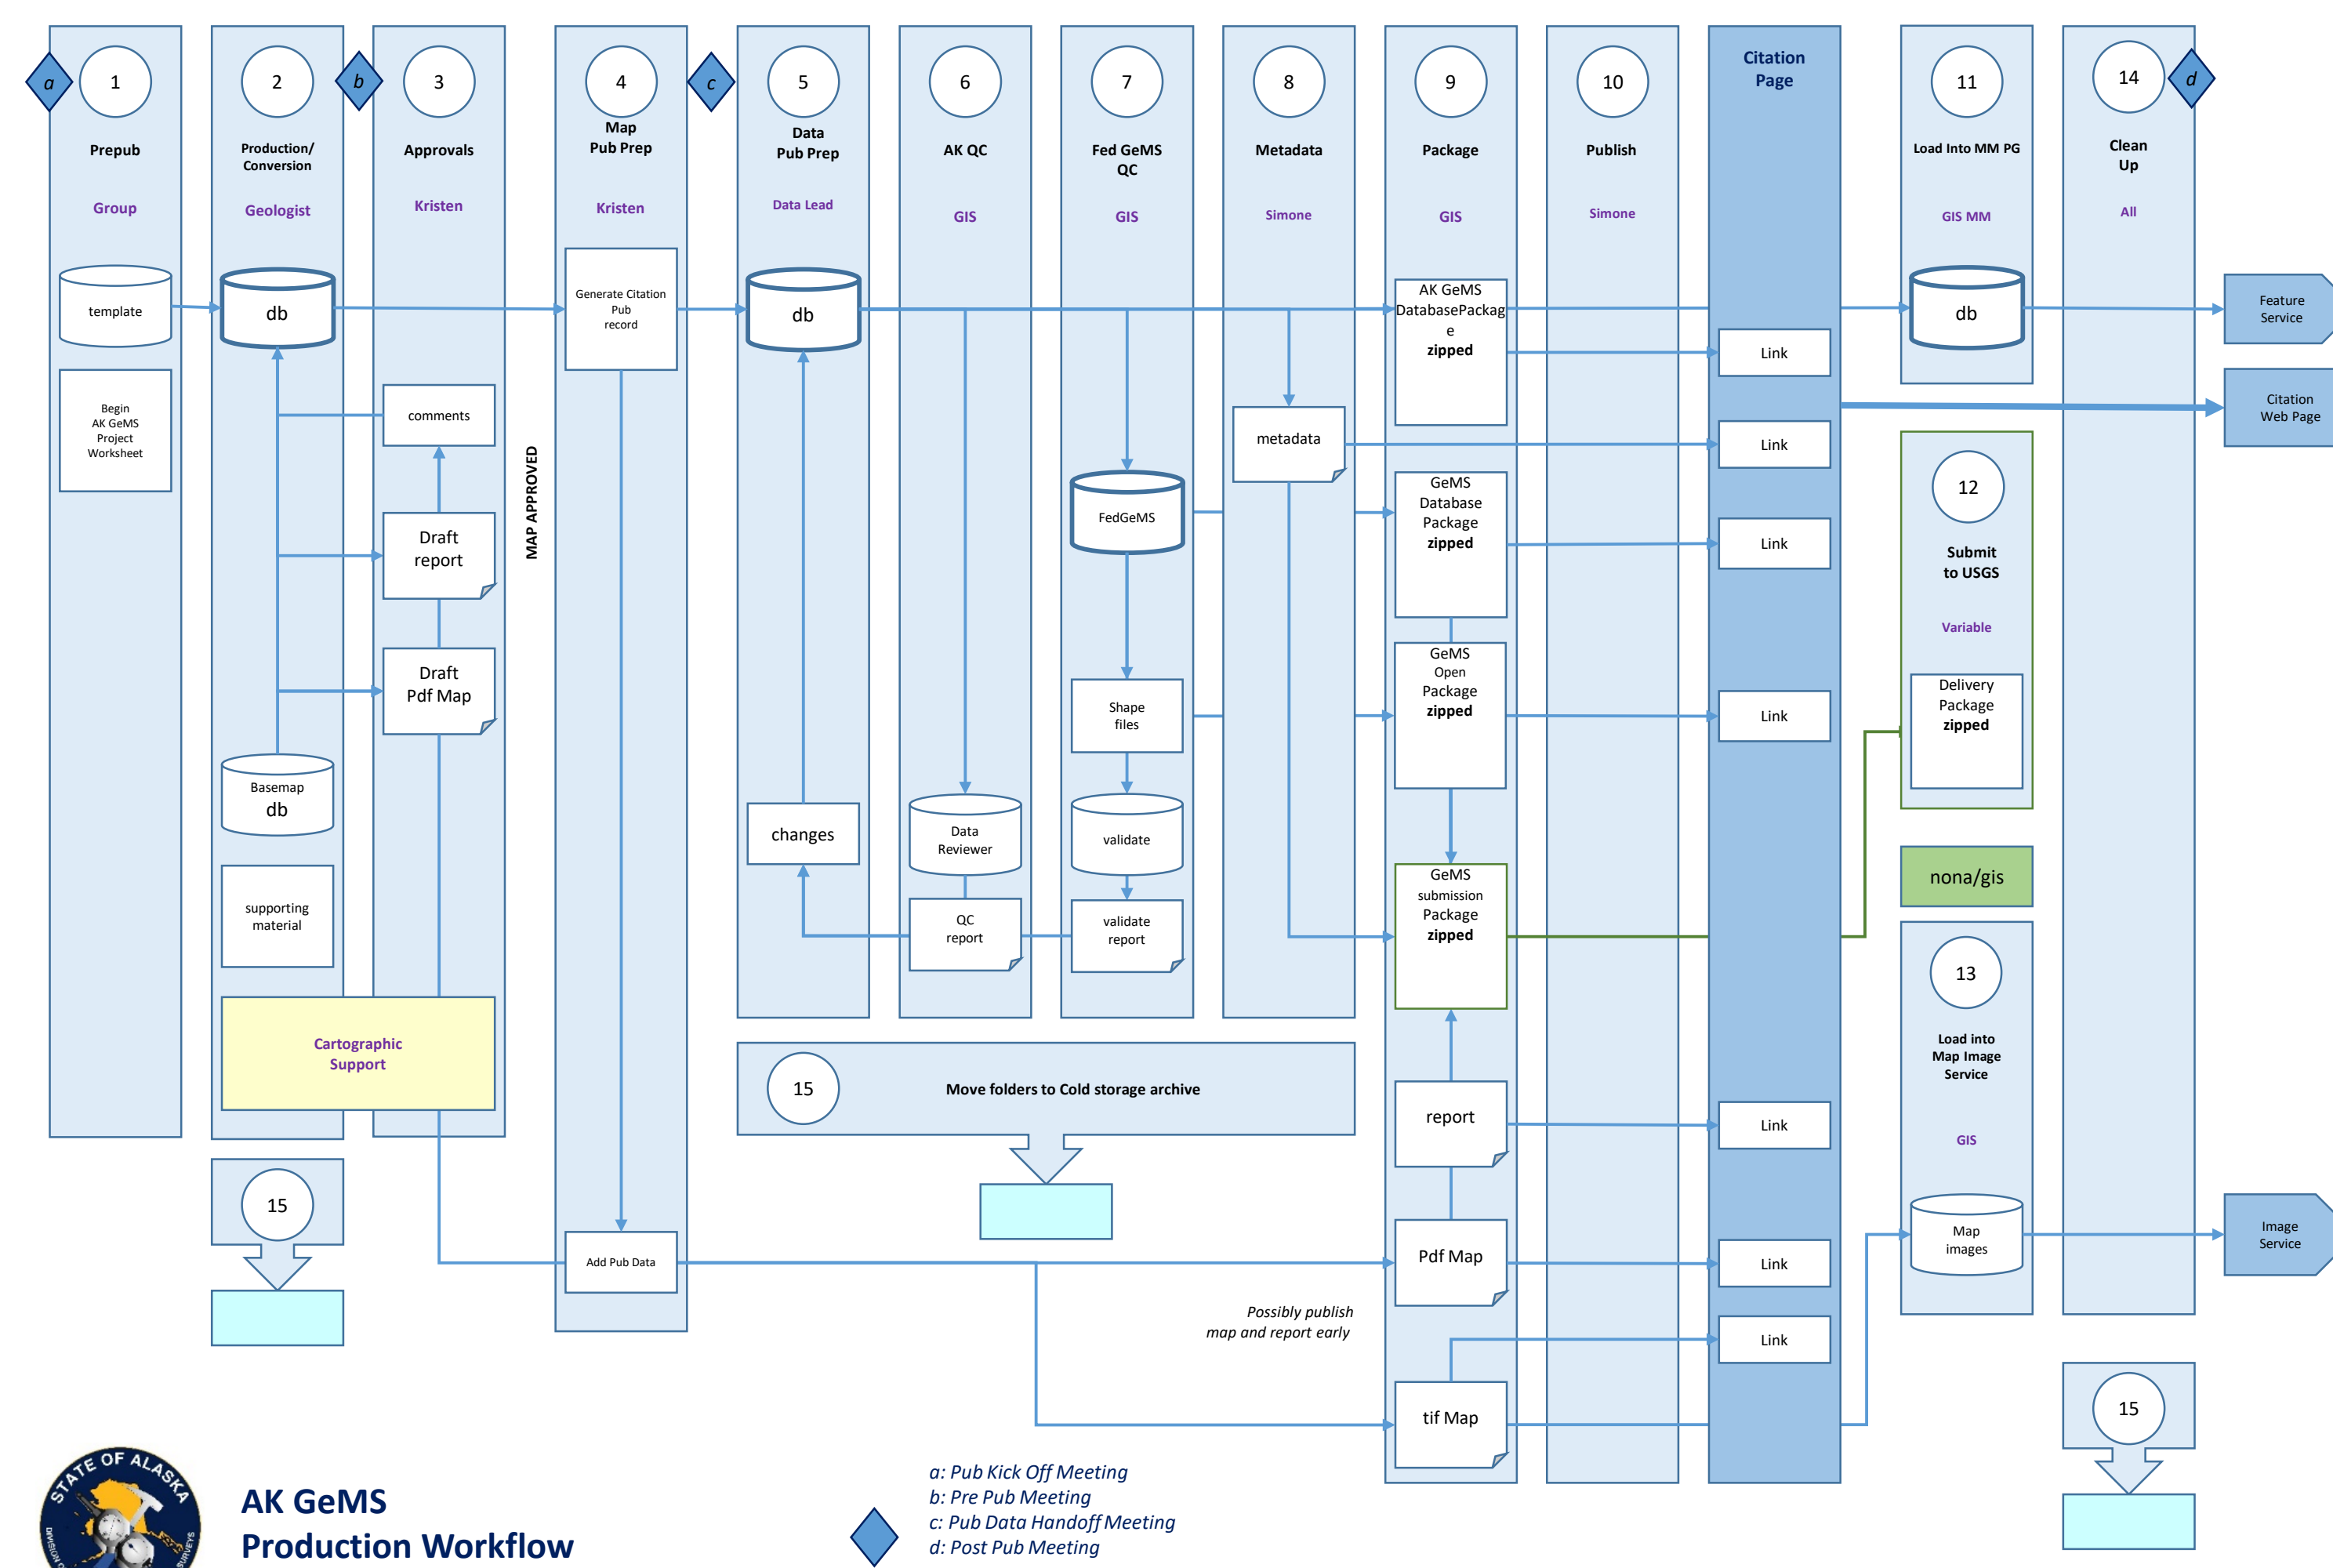 a
1
Prepub
Group
template
Begin
AK GeMS
Project
Worksheet
2
Production/
Conversion
Geologist
db
Basemap
db
supporting
material
b
3
Approvals
Kristen
comments
Draft
report
Draft
Pdf Map
Cartographic
Support
15
MAP APPROVED
4
Map
Pub Prep
Kristen
Generate Citation
Pub
record
Add Pub Data
c
5
Data
Pub Prep
Data Lead
db
changes
6
AK QC
GIS
Data
Reviewer
QC
report
7
Fed GeMS
QC
GIS
FedGeMS
Shape
files
validate
validate
report
8
Metadata
Simone
metadata
15
Move folders to Cold storage archive
Possibly publish
map and report early
9
Package
GIS
AK GeMS
DatabasePackag
e
zipped
GeMS
Database
Package
zipped
GeMS
Open
Package
zipped
GeMS
submission
Package
zipped
report
Pdf Map
tif Map
10
Publish
Simone
Citation
Page
Link
Link
Link
Link
Link
Link
Link
11
Load Into MM PG
GIS MM
db
12
Submit
to USGS
Variable
Delivery
Package
zipped
nona/gis
13
Load into
Map Image
Service
GIS
Map
images
14
d
Clean
Up
All
15
Feature
Service
Citation
Web Page
Image
Service
STATE OF ALASKA
AK GeMS
Production Workflow
a: Pub Kick Off Meeting
b: Pre Pub Meeting
c: Pub Data Handoff Meeting
d: Post Pub Meeting